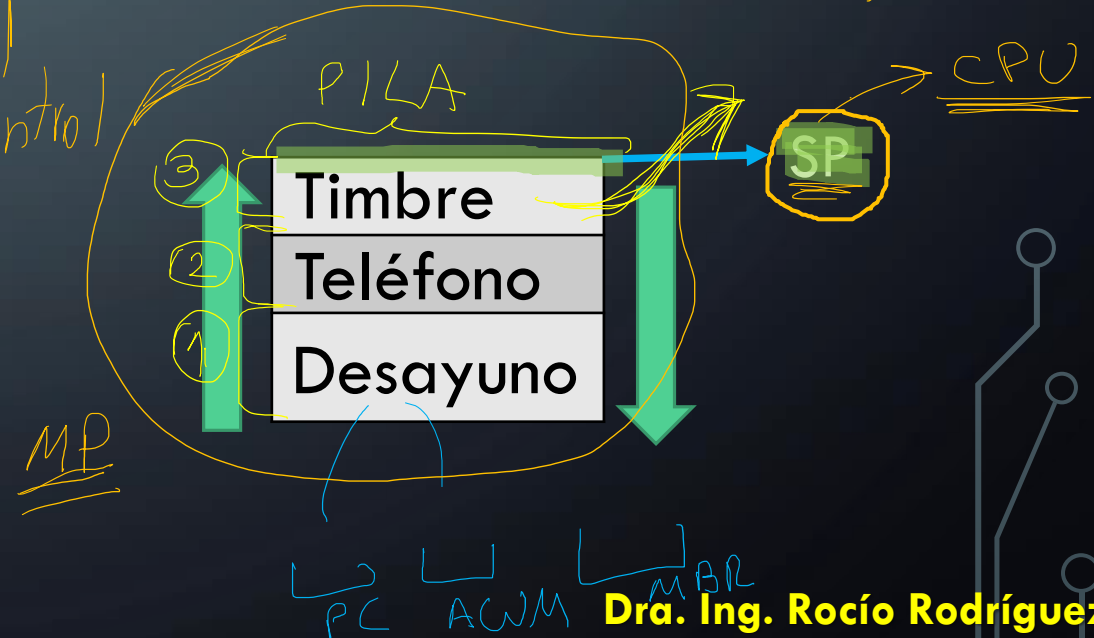 CPU
ntrol
PILA
SP
3
Timbre
2
Teléfono
1
Desayuno
MP
PC ACUM MBR
Dra. Ing. Rocío Rodríguez